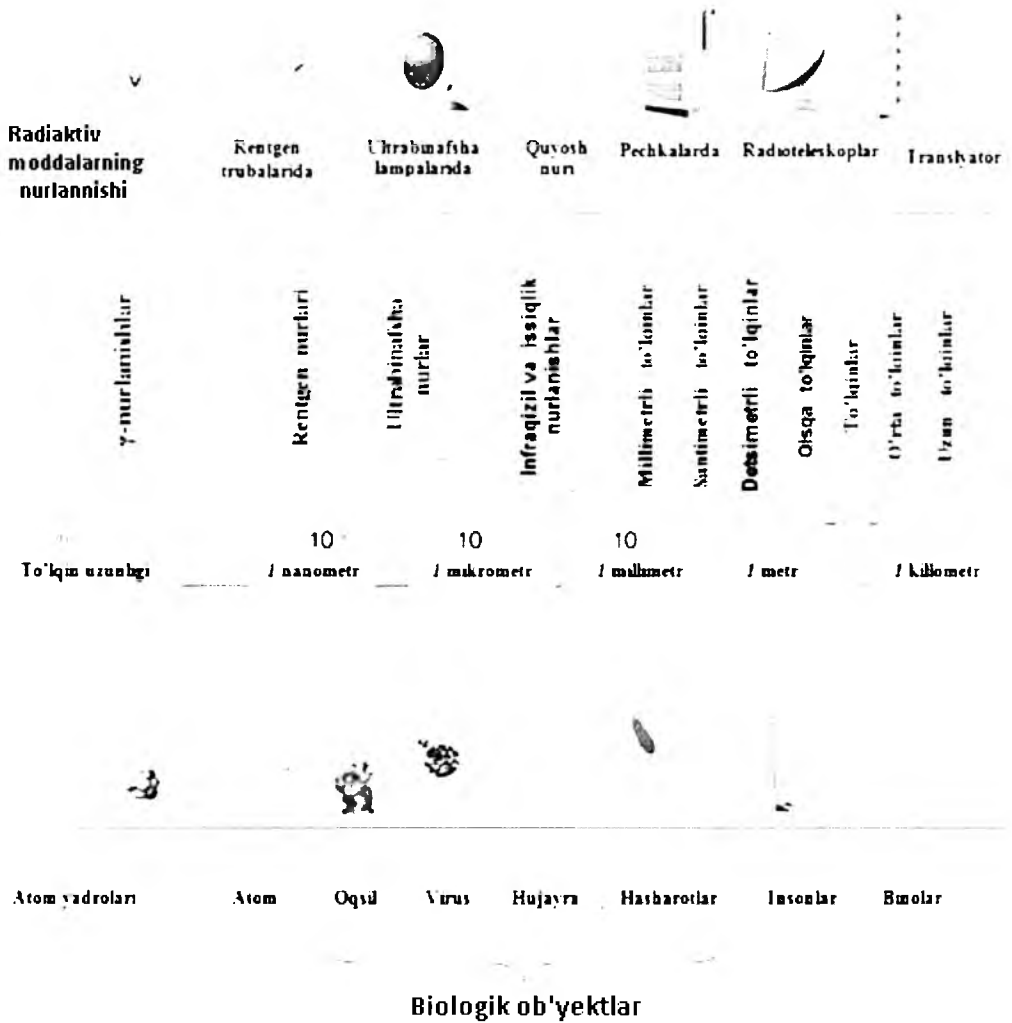 Radiaktiv
moddalarning
nurlannishi
Rentgen
trubalarida
Ultrabinafsha
lampalarida
Quyosh
nuri
Pechkalarda
Radioteleskoplar
Translyator
γ-nurlanishlar
Rentgen nurlari
Ultrabinafsha
nurlar
Infraqizil va issiqlik
nurlanishlar
Millimetrli to'lqinlar
Santimetrli to'lqinlar
Detsimetrli to'lqinlar
Qisqa to'lqinlar
To'lqinlar
O'rta to'lqinlar
Uzun to'lqinlar
10
10
10
To'lqin uzunligi
1 nanometr
1 mikrometr
1 millimetr
1 metr
1 killometr
Atom yadrolari
Atom
Oqsil
Virus
Hujayra
Hasharotlar
Insonlar
Binolar
Biologik ob'yektlar